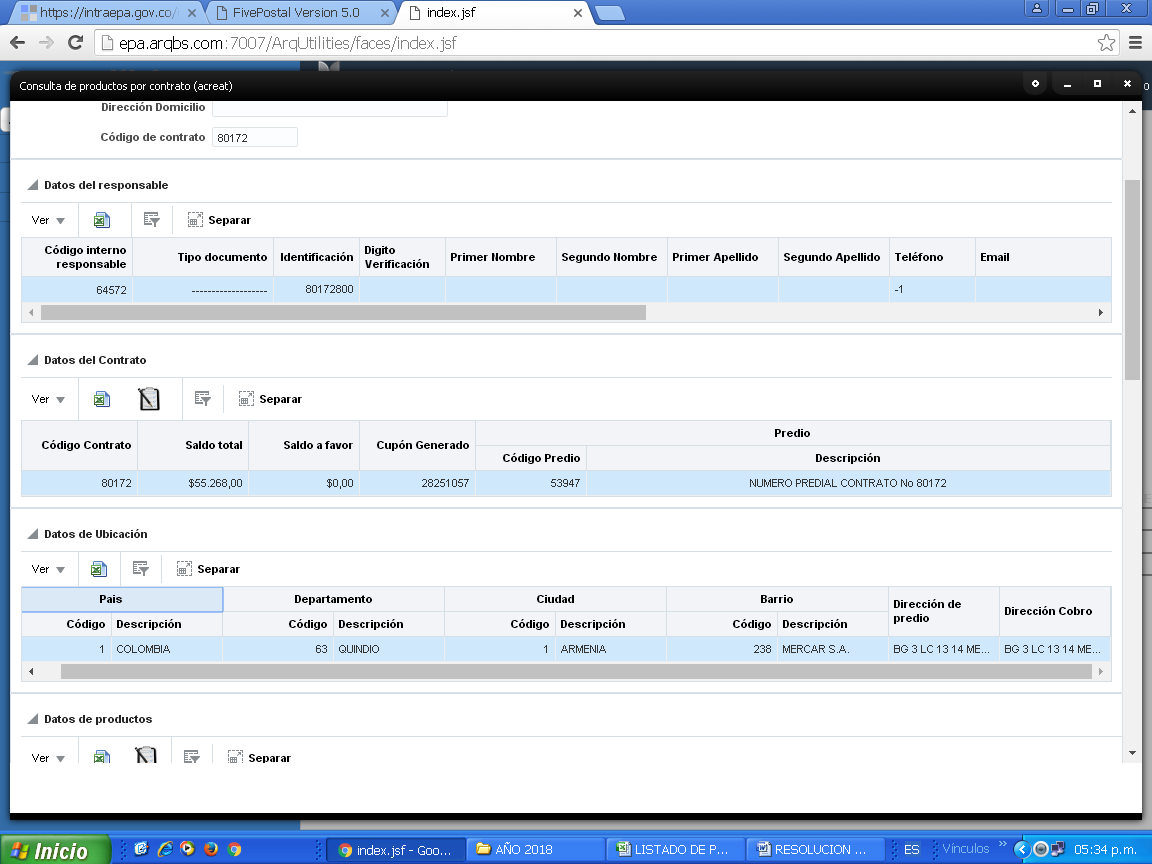 https://intraepa.gov.co/
FivePostal Version 5.0
index.jsf
epa.arqbs.com:7007/ArqUtilities/faces/index.jsf
Consulta de productos por contrato (acreat)
Dirección Domicilio
Código de contrato 80172
Datos del responsable
Ver Separar
Código interno responsable Tipo documento Identificación Digito Verificación Primer Nombre Segundo Nombre Primer Apellido Segundo Apellido Teléfono Email
64572 ------------------- 80172800 -1
Datos del Contrato
Ver Separar
Predio
Código Contrato Saldo total Saldo a favor Cupón Generado
Código Predio Descripción
80172 $55.268,00 $0,00 28251057 53947 NUMERO PREDIAL CONTRATO No 80172
Datos de Ubicación
Ver Separar
Pais Departamento Ciudad Barrio Dirección de predio Dirección Cobro
Código Descripción Código Descripción Código Descripción Código Descripción
1 COLOMBIA 63 QUINDIO 1 ARMENIA 238 MERCAR S.A. BG 3 LC 13 14 ME... BG 3 LC 13 14 ME...
Datos de productos
Ver Separar
Inicio index.jsf - Goo... AÑO 2018 LISTADO DE P... RESOLUCION ... ES Vínculos » 05:34 p.m.